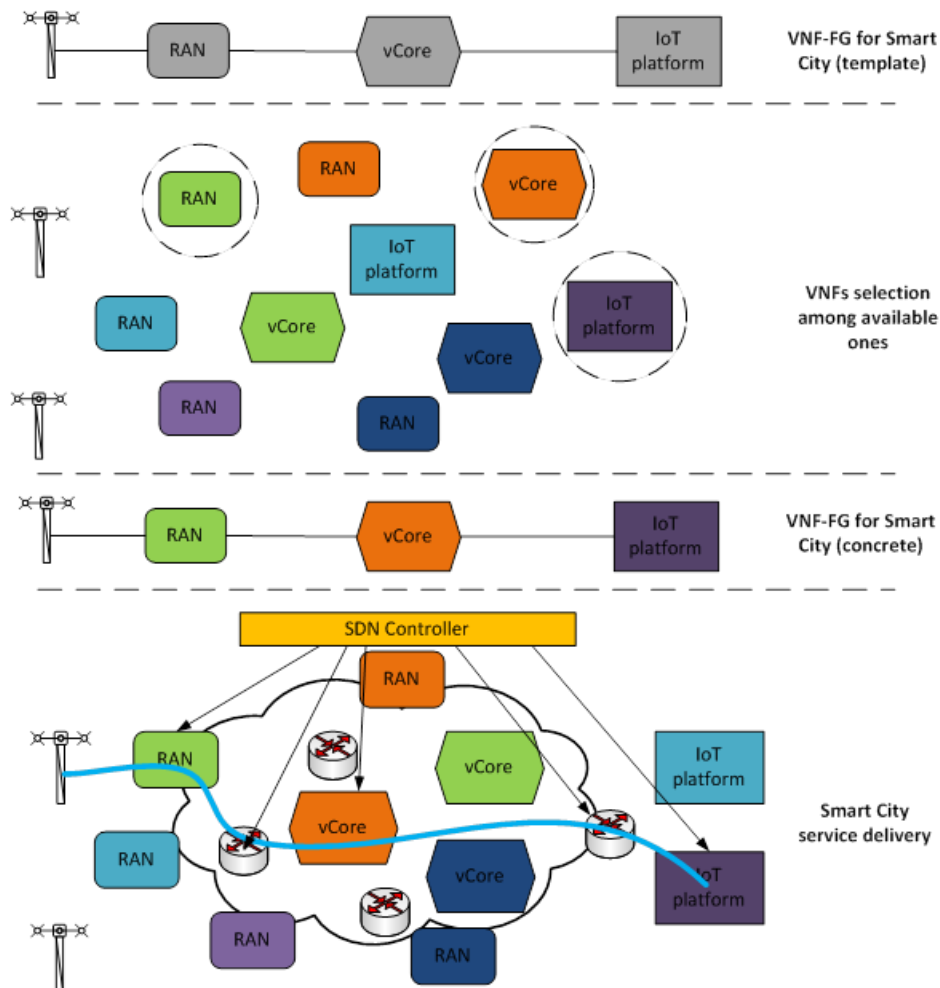 RAN
vCore
IoT
platform
VNF-FG for Smart
City (template)
RAN
RAN
vCore
IoT
platform
RAN
vCore
IoT
platform
vCore
RAN
RAN
VNFs selection
among available
ones
RAN
vCore
IoT
platform
VNF-FG for Smart
City (concrete)
SDN Controller
RAN
RAN
vCore
IoT
platform
vCore
RAN
vCore
IoT
platform
RAN
RAN
Smart City
service delivery